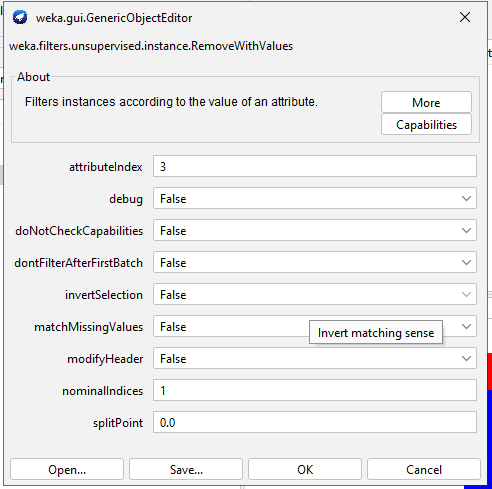 weka.gui.GenericObjectEditor
weka.filters.unsupervised.instance.RemoveWithValues
About
Filters instances according to the value of an attribute.
More
Capabilities
attributeIndex 3
debug False
doNotCheckCapabilities False
dontFilterAfterFirstBatch False
invertSelection False
matchMissingValues False
Invert matching sense
modifyHeader False
nominalIndices 1
splitPoint 0.0
Open... Save... OK Cancel